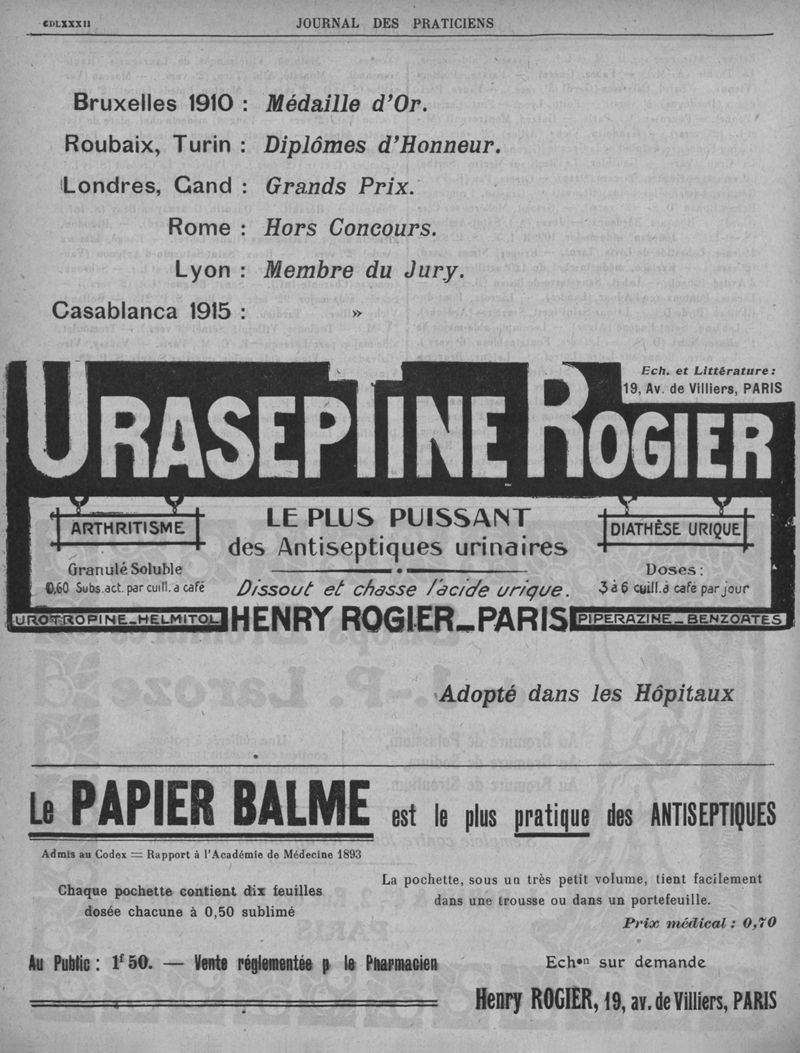 CDLXXXII
JOURNAL DES PRATICIENS
Bruxelles 1910 : Médaille d'Or.
Roubaix, Turin : Diplômes d'Honneur.
Londres, Gand : Grands Prix.
Rome : Hors Concours.
Lyon : Membre du Jury.
Casablanca 1915 : »
Ech. et Littérature :
19, Av. de Villiers, PARIS
URASEPTINE ROGIER
ARTHRITISME
LE PLUS PUISSANT
des Antiseptiques urinaires
DIATHÈSE URIQUE
Granulé Soluble
0,60 Subs. act. par cuill. a café
Dissout et chasse l'acide urique.
Doses :
3 à 6 cuill. à cafe par jour
UROTROPINE_HELMITOL
HENRY ROGIER_PARIS
PIPERAZINE_BENZOATES
Adopté dans les Hôpitaux
Le PAPIER BALME est le plus pratique des ANTISEPTIQUES
Admis au Codex = Rapport à l'Académie de Médecine 1893
Chaque pochette contient dix feuilles
dosée chacune à 0,50 sublimé
La pochette, sous un très petit volume, tient facilement
dans une trousse ou dans un portefeuille.
Prix médical : 0,70
Au Public : 1f 50. — Vente réglementée p le Pharmacien
Echon sur demande
Henry ROGIER, 19, av. de Villiers, PARIS